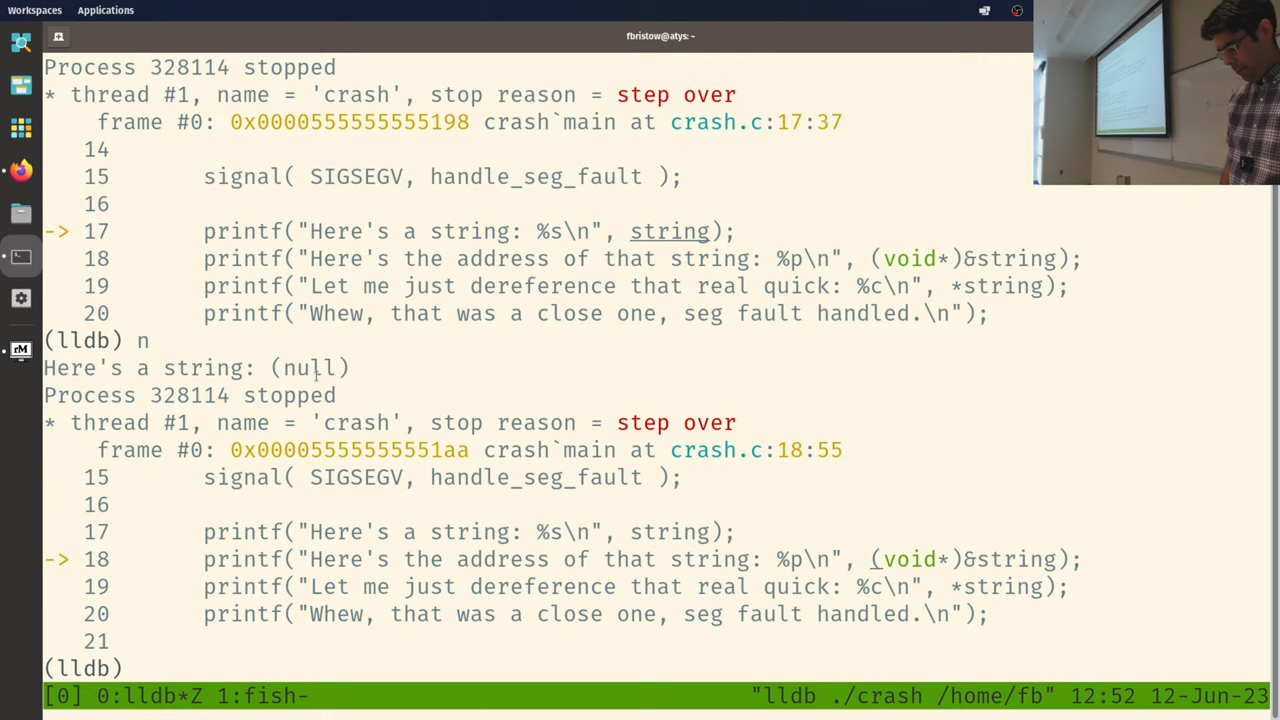 Workspaces Applications
fbristow@atys: ~
Process 328114 stopped
* thread #1, name = 'crash', stop reason = step over
frame #0: 0x0000555555555198 crash`main at crash.c:17:37
14
15 signal( SIGSEGV, handle_seg_fault );
16
-> 17 printf("Here's a string: %s\n", string);
18 printf("Here's the address of that string: %p\n", (void*)&string);
19 printf("Let me just dereference that real quick: %c\n", *string);
20 printf("Whew, that was a close one, seg fault handled.\n");
(lldb) n
Here's a string: (null)
Process 328114 stopped
* thread #1, name = 'crash', stop reason = step over
frame #0: 0x00005555555551aa crash`main at crash.c:18:55
15 signal( SIGSEGV, handle_seg_fault );
16
17 printf("Here's a string: %s\n", string);
-> 18 printf("Here's the address of that string: %p\n", (void*)&string);
19 printf("Let me just dereference that real quick: %c\n", *string);
20 printf("Whew, that was a close one, seg fault handled.\n");
21
(lldb)
rM
[0] 0:lldb*Z 1:fish- "lldb ./crash /home/fb" 12:52 12-Jun-23